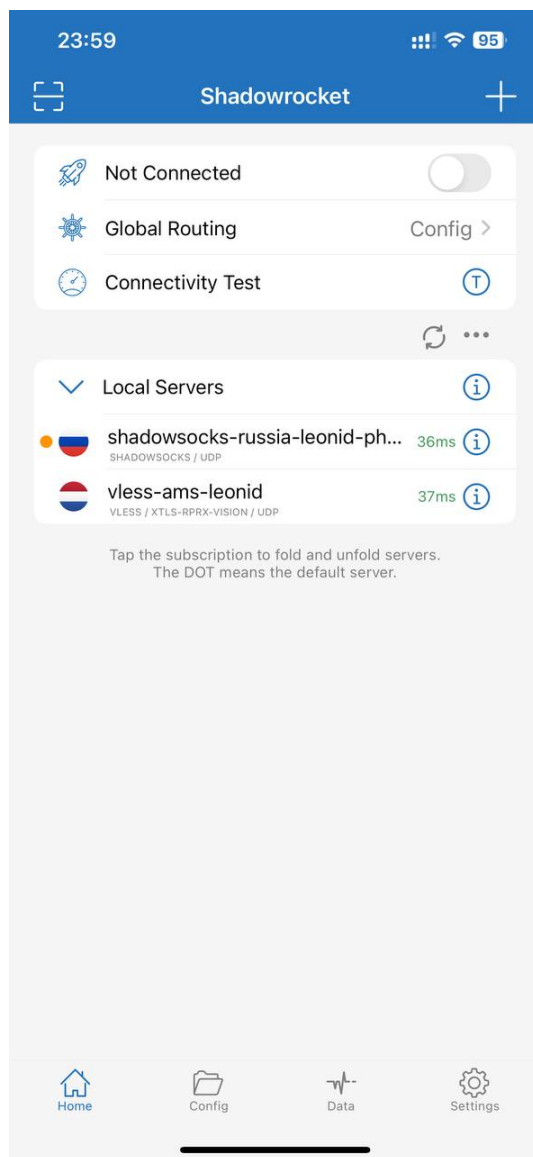 23:59
95
Shadowrocket
Not Connected
Global Routing
Config
Connectivity Test
T
Local Servers
shadowsocks-russia-leonid-ph...
36ms
SHADOWSOCKS / UDP
vless-ams-leonid
37ms
VLESS / XTLS-RPRX-VISION / UDP
Tap the subscription to fold and unfold servers.
The DOT means the default server.
Home
Config
Data
Settings